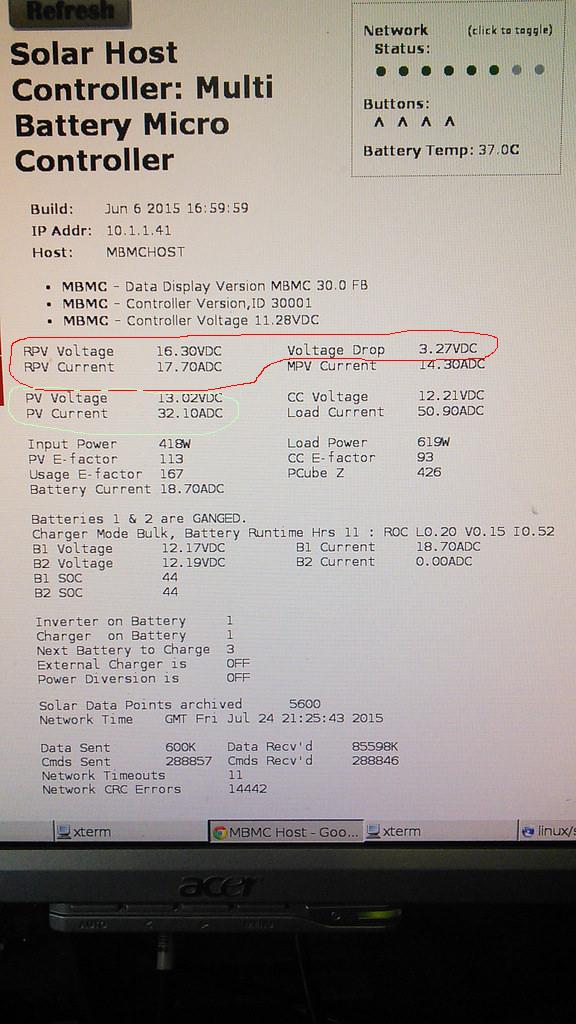 Refresh
Solar Host
Controller: Multi
Battery Micro
Controller
Network (click to toggle)
Status:
Buttons:
^ ^ ^ ^
Battery Temp: 37.0C
Build: Jun 6 2015 16:59:59
IP Addr: 10.1.1.41
Host: MBMCHOST
• MBMC - Data Display Version MBMC 30.0 FB
• MBMC - Controller Version,ID 30001
• MBMC - Controller Voltage 11.28VDC
RPV Voltage 16.30VDC Voltage Drop 3.27VDC
RPV Current 17.70ADC MPV Current 14.30ADC
PV Voltage 13.02VDC CC Voltage 12.21VDC
PV Current 32.10ADC Load Current 50.90ADC
Input Power 418W Load Power 619W
PV E-factor 113 CC E-factor 93
Usage E-factor 167 PCube Z 426
Battery Current 18.70ADC
Batteries 1 & 2 are GANGED.
Charger Mode Bulk, Battery Runtime Hrs 11 : ROC L0.20 V0.15 I0.52
B1 Voltage 12.17VDC B1 Current 18.70ADC
B2 Voltage 12.19VDC B2 Current 0.00ADC
B1 SOC 44
B2 SOC 44
Inverter on Battery 1
Charger on Battery 1
Next Battery to Charge 3
External Charger is OFF
Power Diversion is OFF
Solar Data Points archived 5600
Network Time GMT Fri Jul 24 21:25:43 2015
Data Sent 600K Data Recv'd 85598K
Cmds Sent 288857 Cmds Recv'd 288846
Network Timeouts 11
Network CRC Errors 14442
xterm MBMC Host - Goo... xterm linux/s
acer
AUTO < > MENU